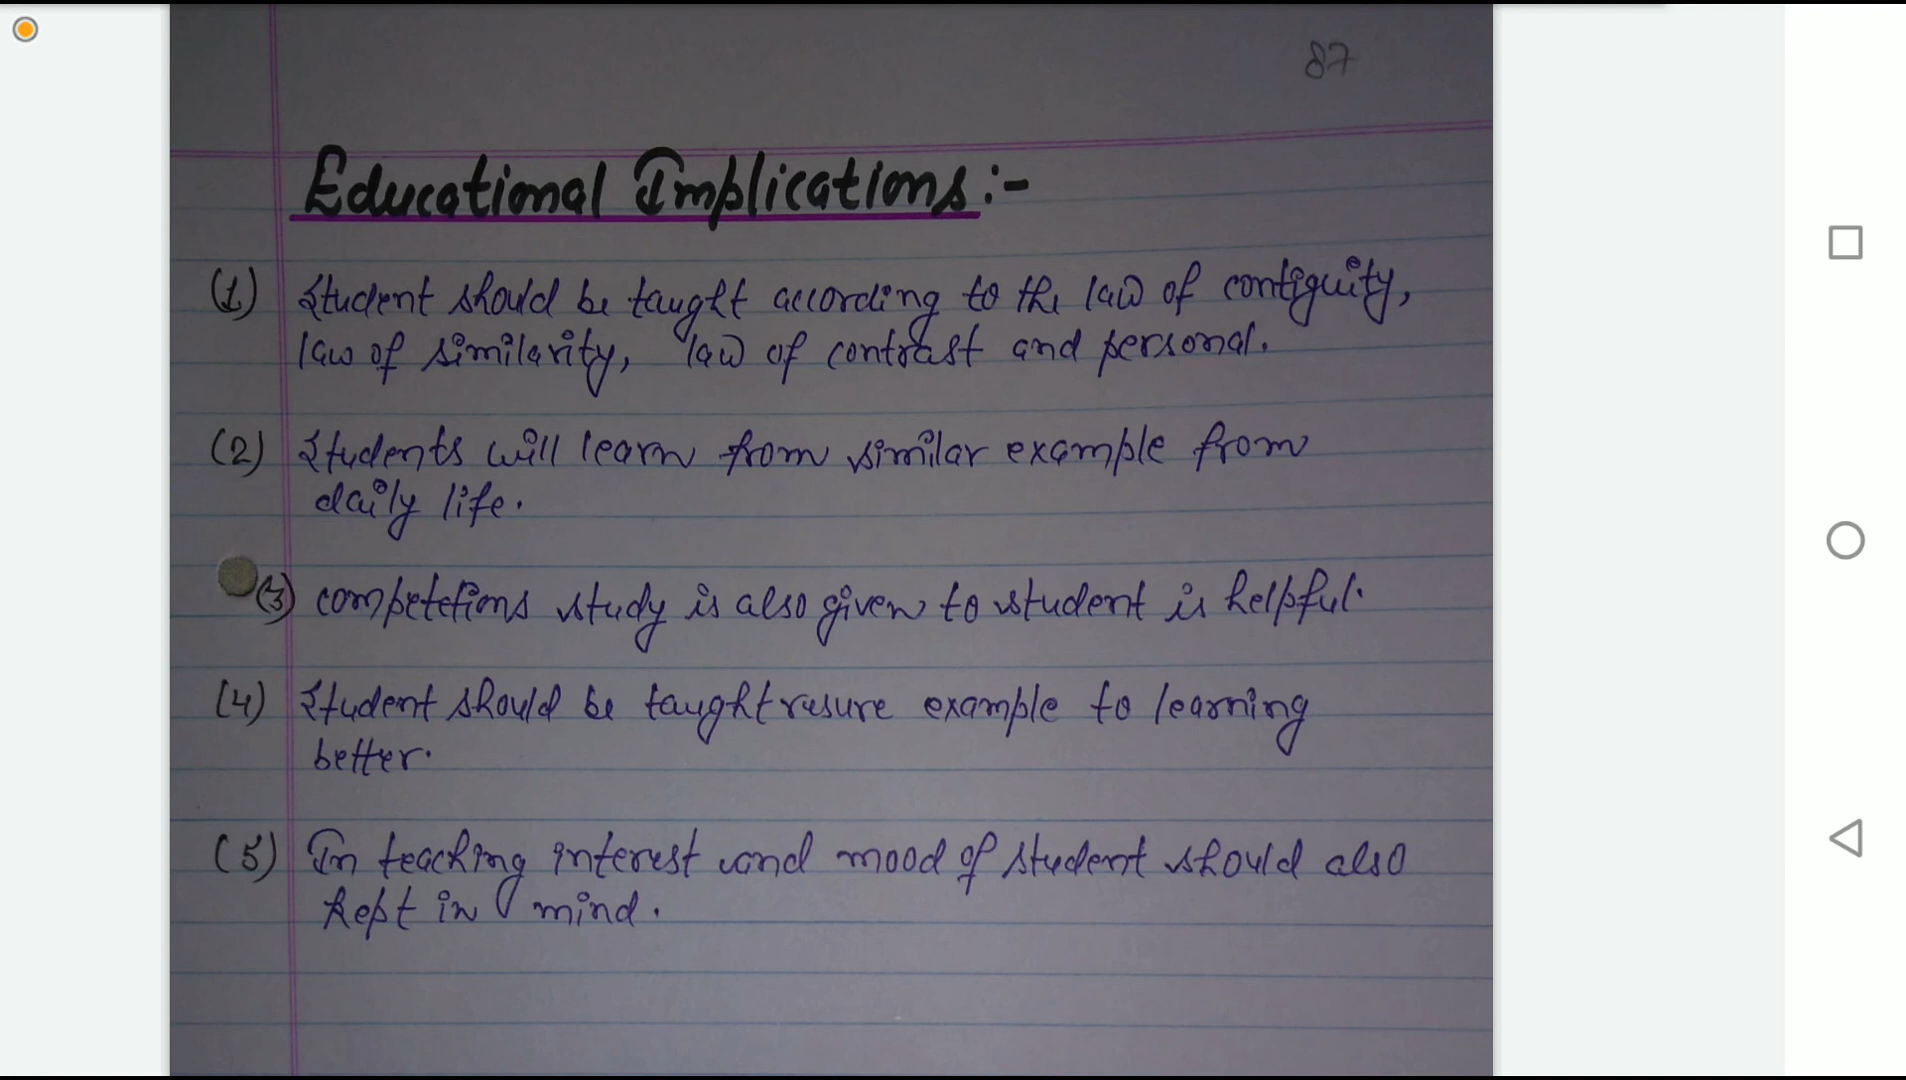 87
Educational Implications:-
(1) Student should be taught according to the law of contiguity,
law of similarity, law of contrast and personal.
(2) Students will learn from similar example from
daily life.
(3) competetions study is also given to student is helpful.
(4) Student should be taught resure example to learning
better.
(5) In teaching interest and mood of student should also
kept in mind.